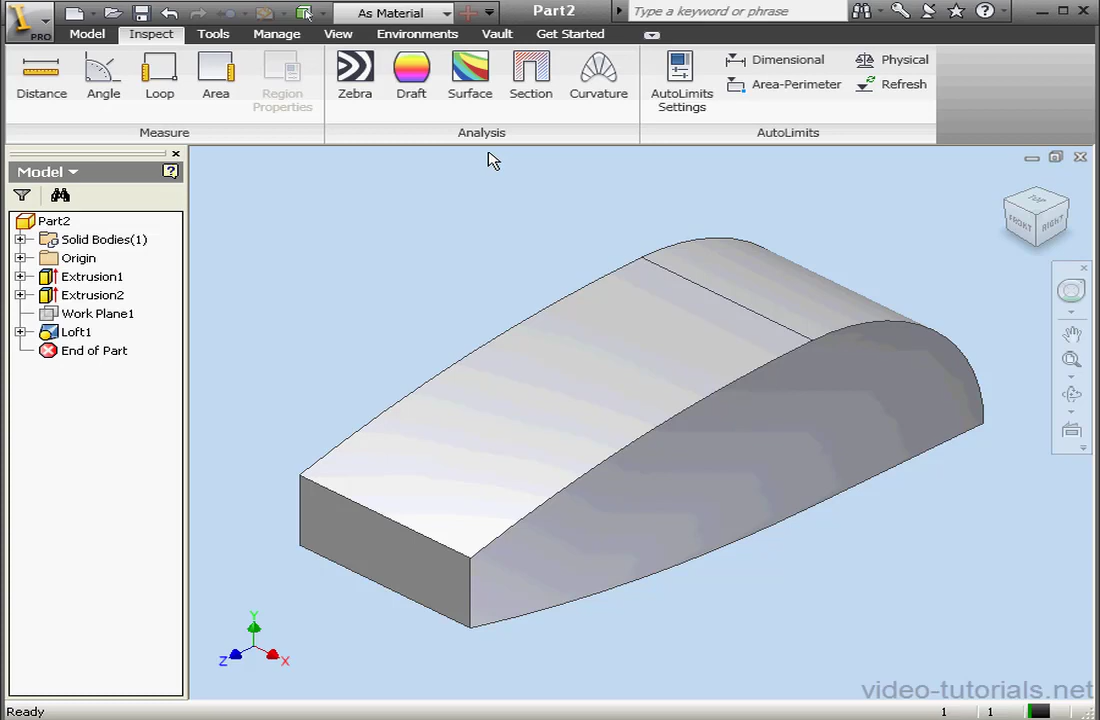 As Material
Part2
Type a keyword or phrase
PRO
Model
Inspect
Tools
Manage
View
Environments
Vault
Get Started
Distance
Angle
Loop
Area
Region
Properties
Zebra
Draft
Surface
Section
Curvature
AutoLimits
Settings
Dimensional
Area-Perimeter
Physical
Refresh
Measure
Analysis
AutoLimits
Model
Part2
Solid Bodies(1)
Origin
Extrusion1
Extrusion2
Work Plane1
Loft1
End of Part
TOP
FRONT
RIGHT
Y
Z
X
video-tutorials.net
Ready
1
1